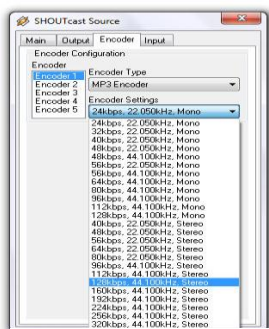 SHOUTcast Source
Main Output Encoder Input
Encoder Configuration
Encoder
Encoder 1
Encoder 2
Encoder 3
Encoder 4
Encoder 5
Encoder Type
MP3 Encoder
Encoder Settings
24kbps, 22.050kHz, Mono
24kbps, 22.050kHz, Mono
32kbps, 22.050kHz, Mono
40kbps, 22.050kHz, Mono
48kbps, 22.050kHz, Mono
48kbps, 44.100kHz, Mono
56kbps, 22.050kHz, Mono
56kbps, 44.100kHz, Mono
64kbps, 44.100kHz, Mono
80kbps, 44.100kHz, Mono
96kbps, 44.100kHz, Mono
112kbps, 44.100kHz, Mono
128kbps, 44.100kHz, Mono
40kbps, 22.050kHz, Stereo
48kbps, 22.050kHz, Stereo
56kbps, 22.050kHz, Stereo
64kbps, 22.050kHz, Stereo
80kbps, 22.050kHz, Stereo
96kbps, 44.100kHz, Stereo
112kbps, 44.100kHz, Stereo
128kbps, 44.100kHz, Stereo
160kbps, 44.100kHz, Stereo
192kbps, 44.100kHz, Stereo
224kbps, 44.100kHz, Stereo
256kbps, 44.100kHz, Stereo
320kbps, 44.100kHz, Stereo